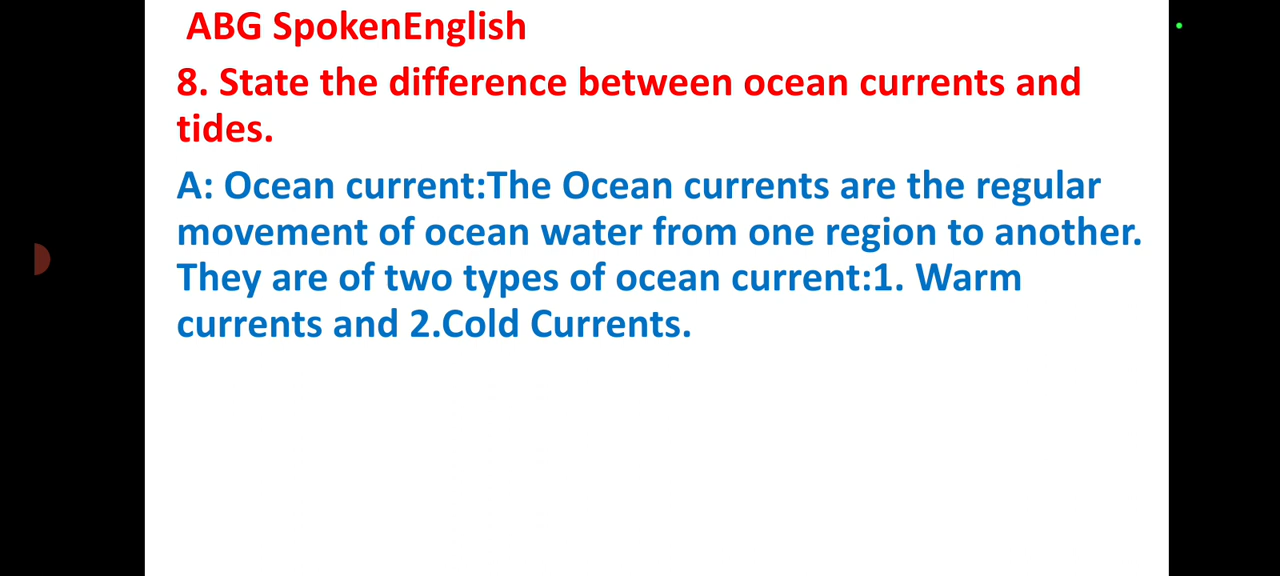 ABG SpokenEnglish
8. State the difference between ocean currents and
tides.
A: Ocean current:The Ocean currents are the regular
movement of ocean water from one region to another.
They are of two types of ocean current:1. Warm
currents and 2.Cold Currents.